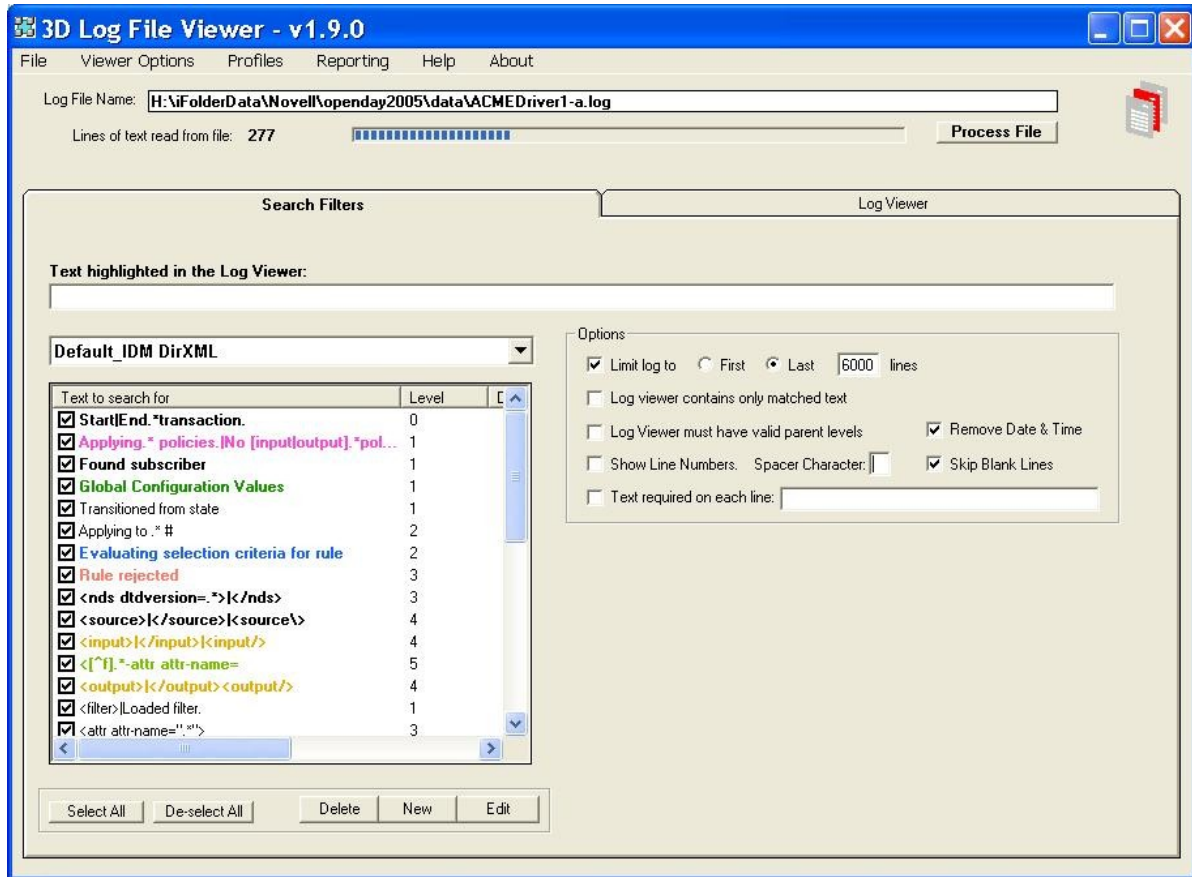 3D Log File Viewer - v1.9.0
File Viewer Options Profiles Reporting Help About
Log File Name: H:\iFolderData\Novell\openday2005\data\ACMEDriver1-a.log
Lines of text read from file: 277 Process File
Search Filters Log Viewer
Text highlighted in the Log Viewer:
Default_IDM DirXML
Text to search for Level D
Start|End.*transaction. 0
Applying.* policies.|No [input|output].*pol... 1
Found subscriber 1
Global Configuration Values 1
Transitioned from state 1
Applying to .* # 2
Evaluating selection criteria for rule 2
Rule rejected 3
<nds dtdversion=.*>|</nds> 3
<source>|</source>|<source\> 4
<input>|</input>|<input/> 4
<[^f].*-attr attr-name= 5
<output>|</output><output/> 4
<filter>|Loaded filter. 1
<attr attr-name=".*"> 3
Select All De-select All Delete New Edit
Options
Limit log to First Last 6000 lines
Log viewer contains only matched text
Log Viewer must have valid parent levels Remove Date & Time
Show Line Numbers. Spacer Character: Skip Blank Lines
Text required on each line: